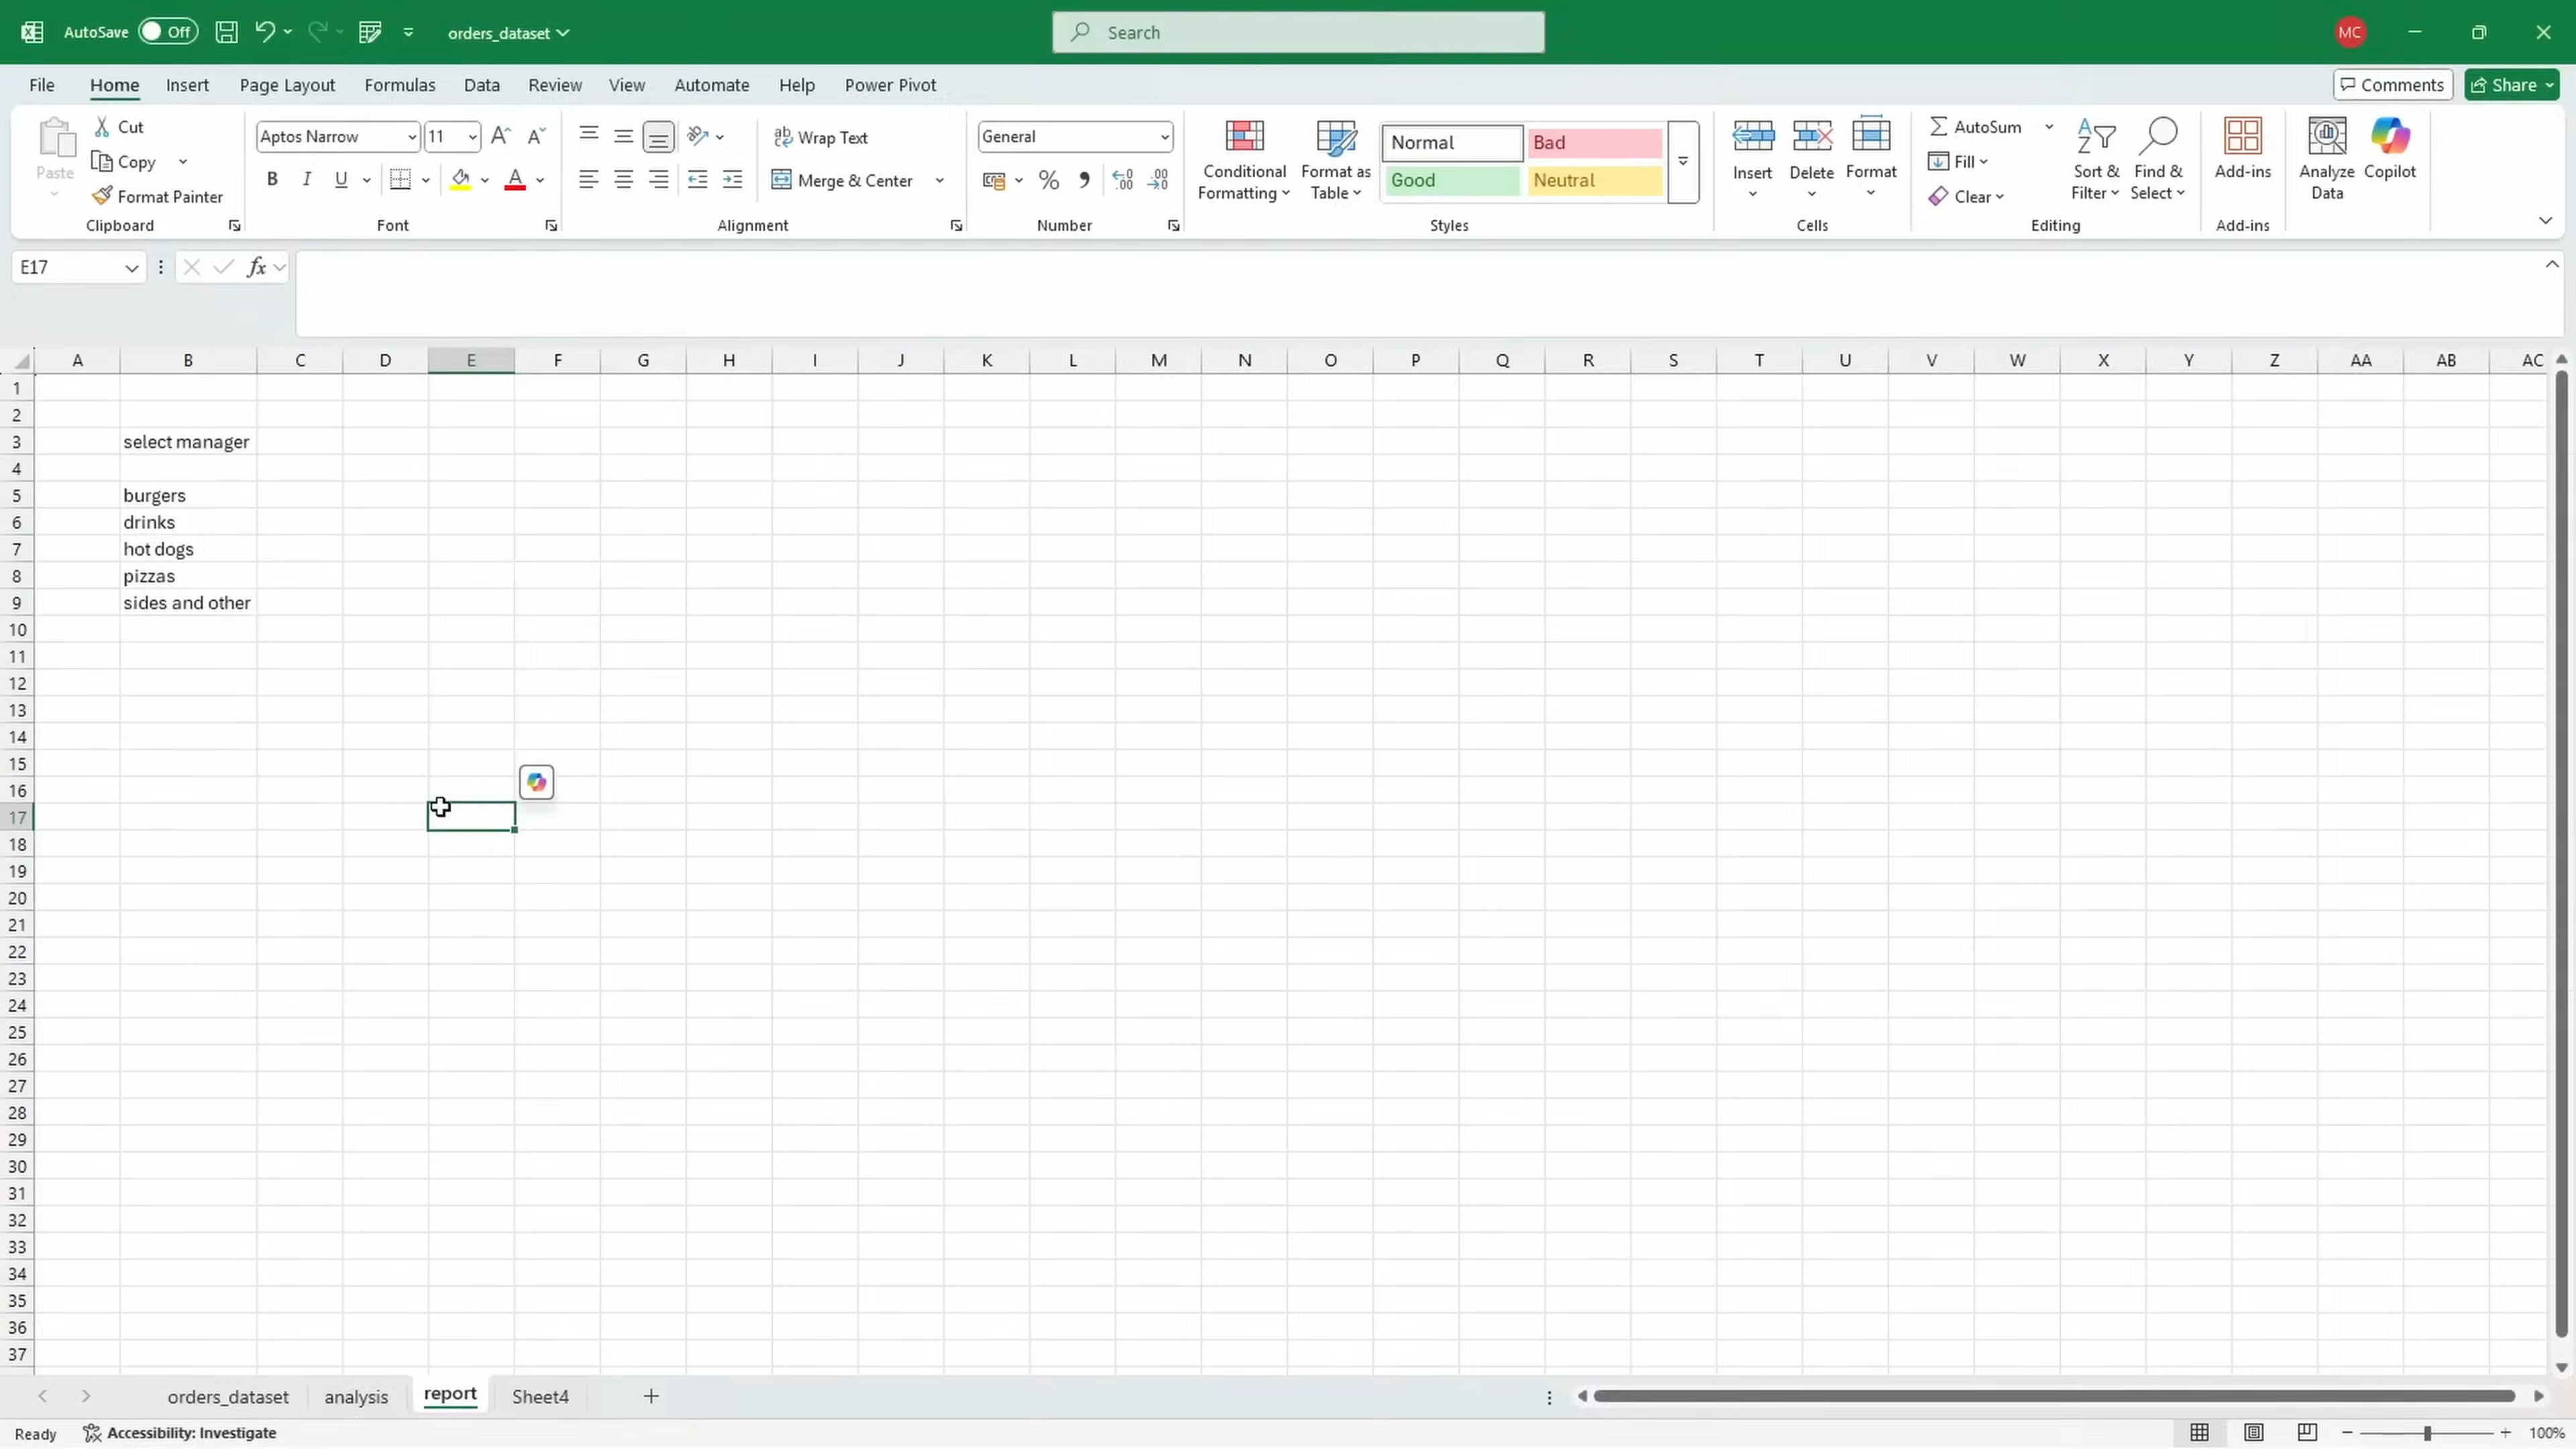 AutoSave Off orders_dataset Search MC
File Home Insert Page Layout Formulas Data Review View Automate Help Power Pivot Comments Share
Paste Cut Copy Format Painter Clipboard
Aptos Narrow 11 B I U Font
ab Wrap Text Merge & Center Alignment
General % Number
Conditional Formatting Format as Table Normal Bad Good Neutral Styles
Insert Delete Format Cells
AutoSum Fill Clear Sort & Filter Find & Select Editing
Add-ins Add-ins
Analyze Data Copilot
E17 fx
A B C D E F G H I J K L M N O P Q R S T U V W X Y Z AA AB AC
1
2
3 select manager
4
5 burgers
6 drinks
7 hot dogs
8 pizzas
9 sides and other
10
11
12
13
14
15
16
17
18
19
20
21
22
23
24
25
26
27
28
29
30
31
32
33
34
35
36
37
orders_dataset analysis report Sheet4
Ready Accessibility: Investigate 100%